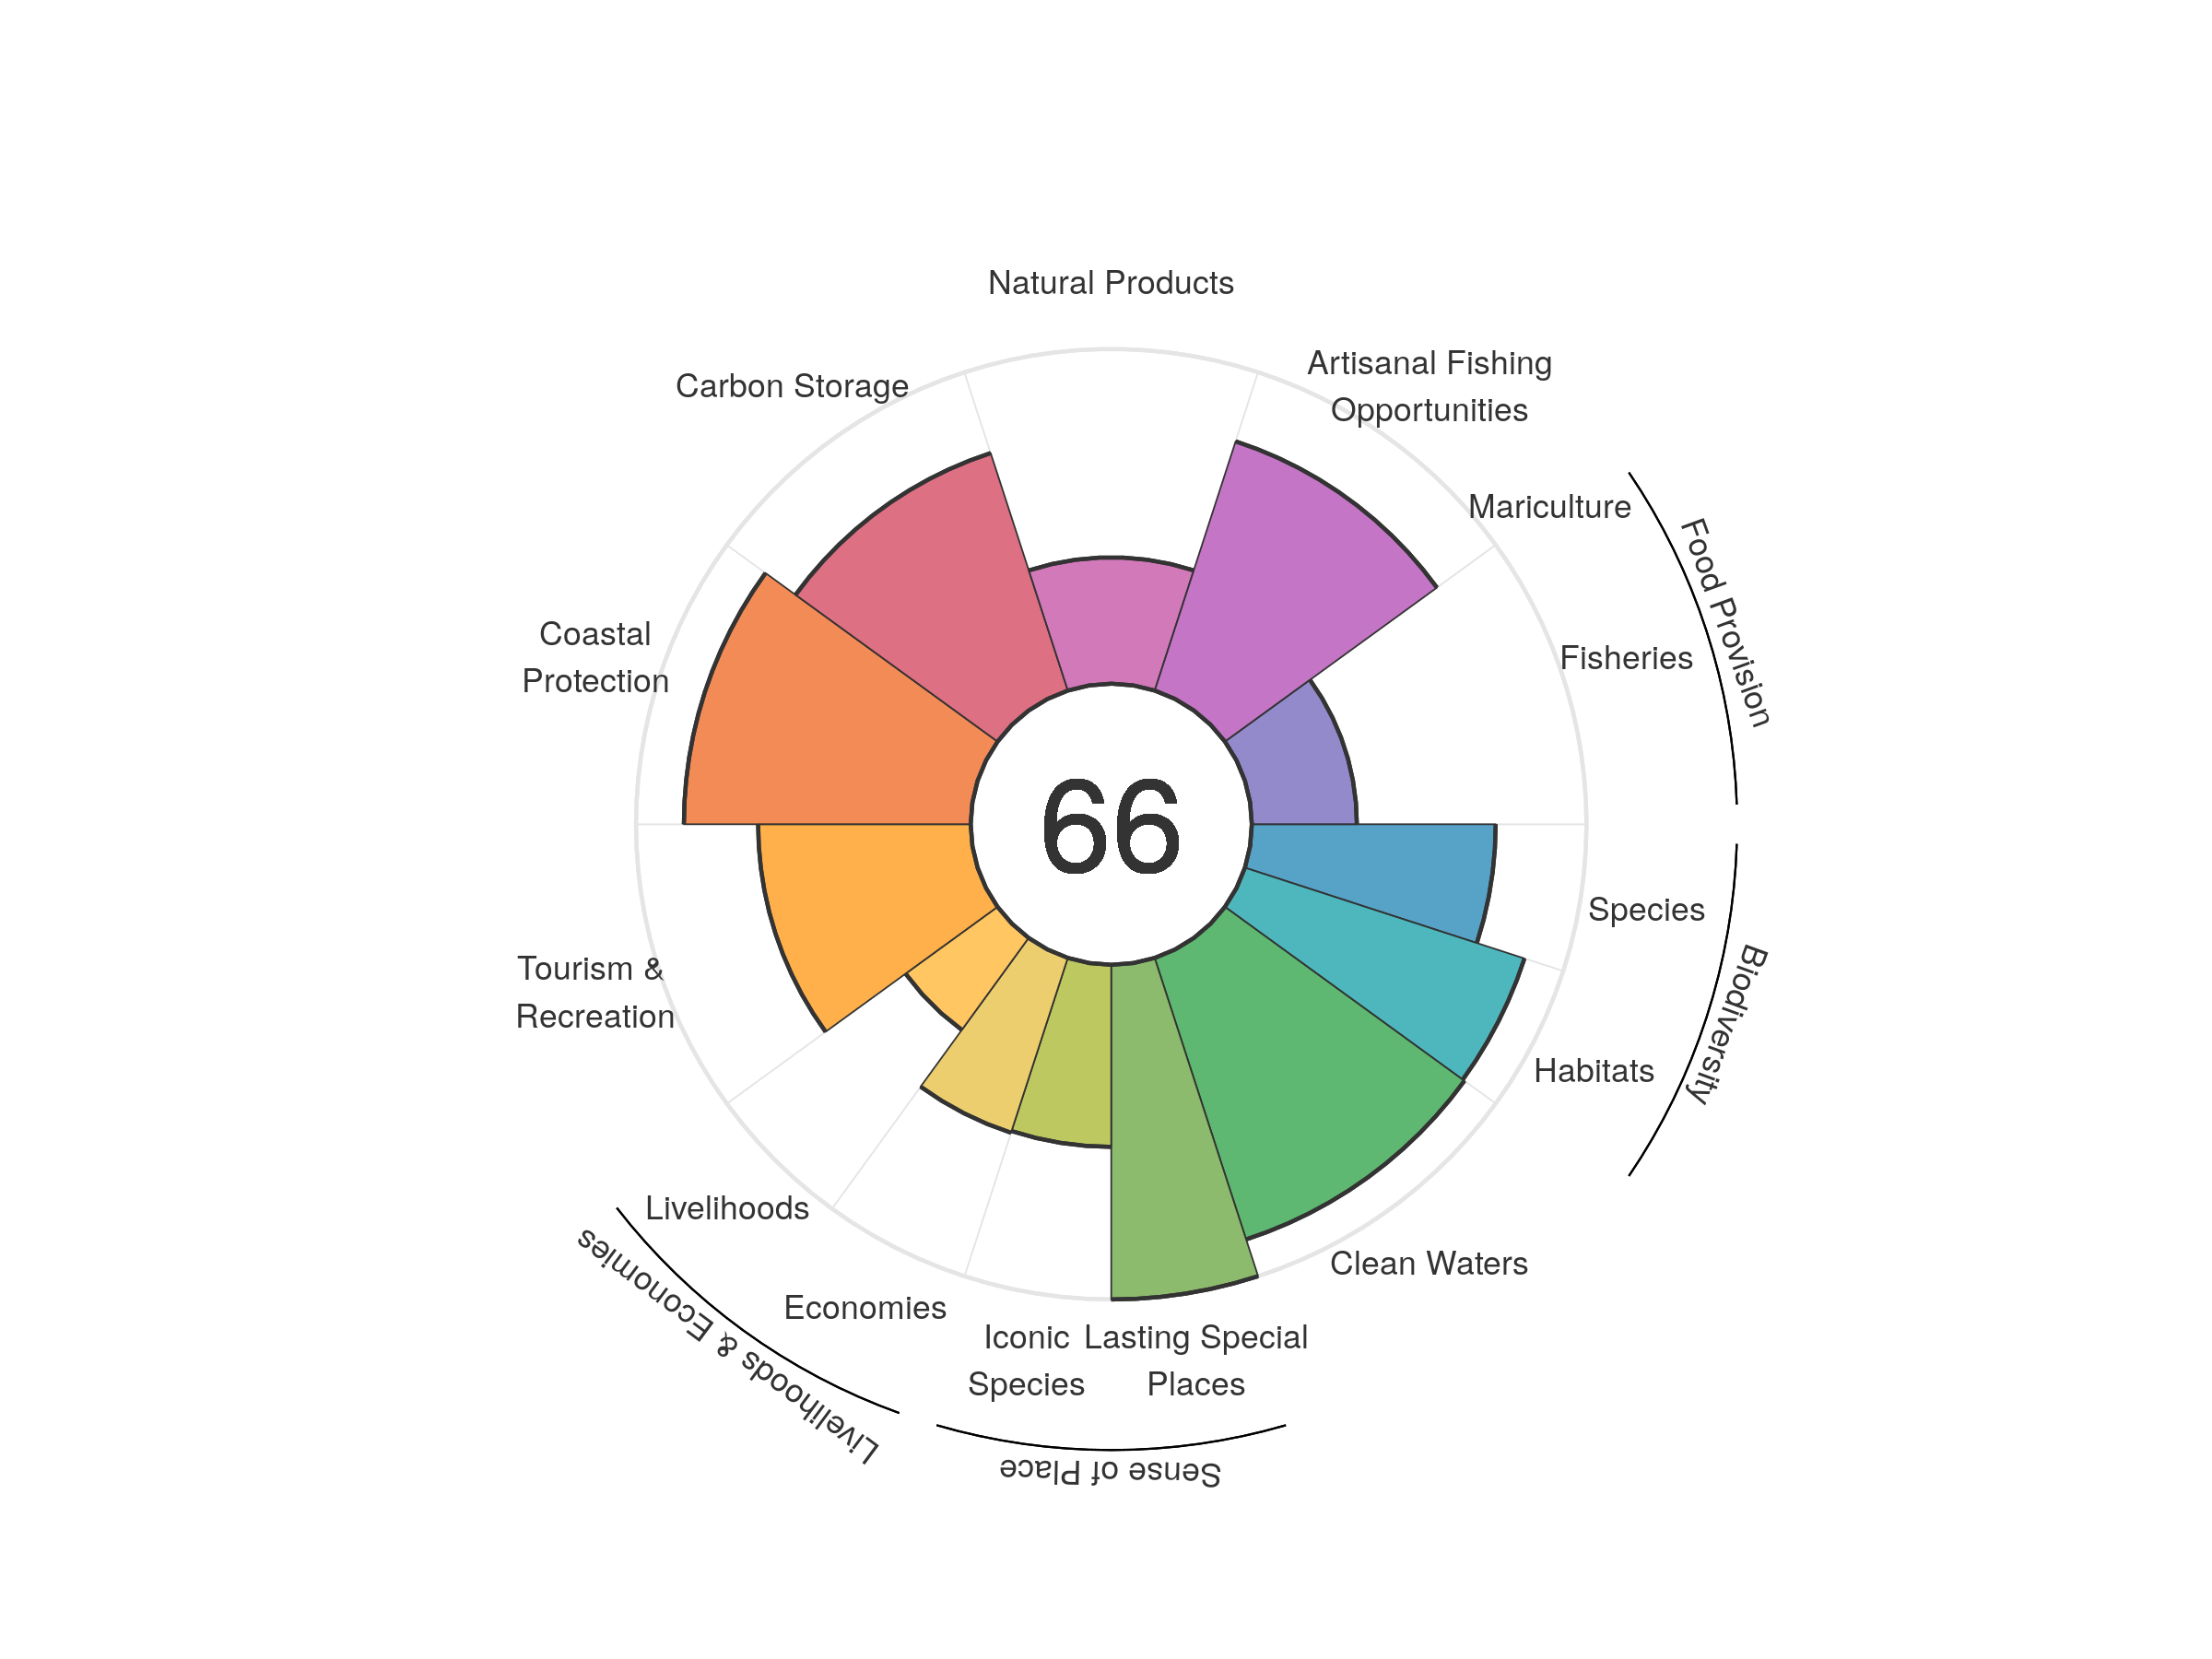 Natural Products
Artisanal Fishing
Opportunities
Carbon Storage
Mariculture
Food Provision
Fisheries
Coastal
Protection
66
Species
Biodiversity
Habitats
Tourism &
Recreation
Livelihoods
Livelihoods & Economies
Clean Waters
Economies
Iconic
Species
Lasting Special
Places
Sense of Place